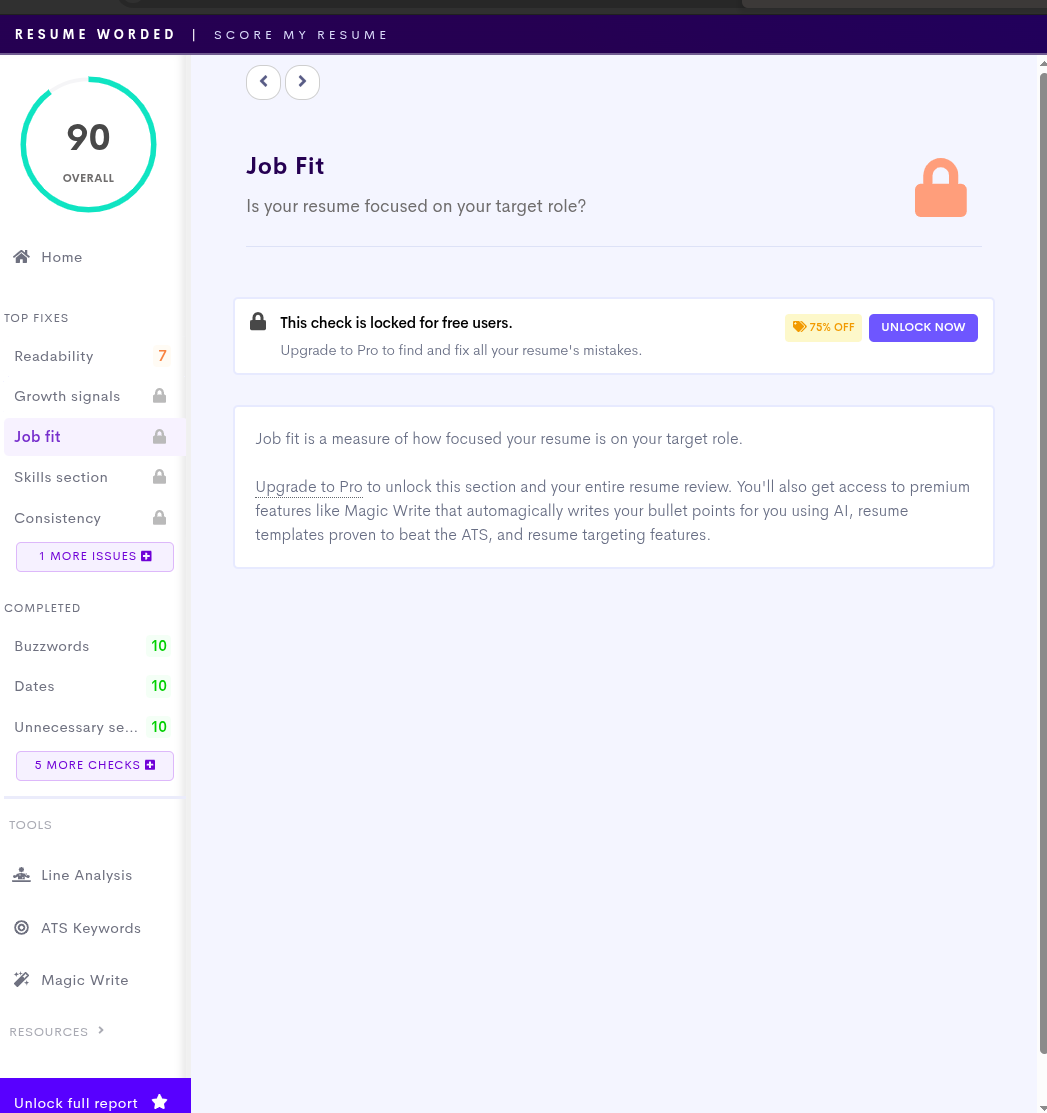 RESUME WORDED | SCORE MY RESUME
90
OVERALL
Home
TOP FIXES
Readability 7
Growth signals
Job fit
Skills section
Consistency
1 MORE ISSUES
COMPLETED
Buzzwords 10
Dates 10
Unnecessary se... 10
5 MORE CHECKS
TOOLS
Line Analysis
ATS Keywords
Magic Write
RESOURCES
Unlock full report
Job Fit
Is your resume focused on your target role?
This check is locked for free users.
75% OFF
UNLOCK NOW
Upgrade to Pro to find and fix all your resume's mistakes.
Job fit is a measure of how focused your resume is on your target role.
Upgrade to Pro to unlock this section and your entire resume review. You'll also get access to premium
features like Magic Write that automagically writes your bullet points for you using AI, resume
templates proven to beat the ATS, and resume targeting features.